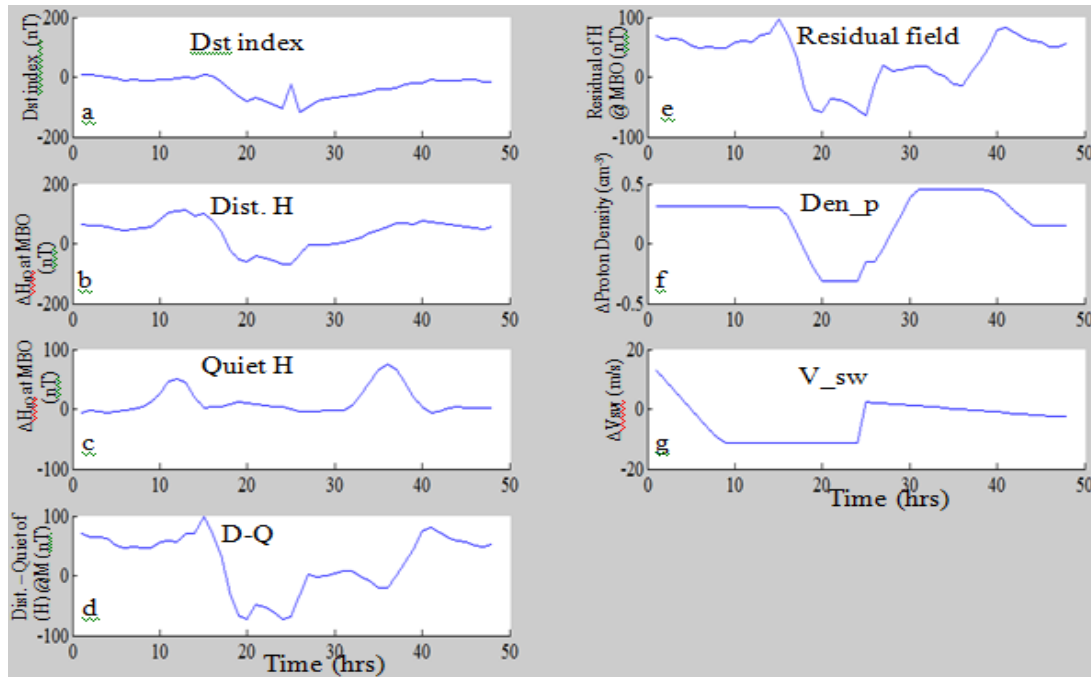 Dst index (nT)
200
0
-200
Dst index
a
0 10 20 30 40 50
ΔH_MD at MBO
(nT)
200
0
-200
Dist. H
b
0 10 20 30 40 50
at MBO
(nT)
100
0
-100
Quiet H
c
0 10 20 30 40 50
Dist. – Quiet of
(H) @M (nT)
100
0
-100
D-Q
d
0 10 20 30 40 50
Time (hrs)
Residual of H
@ MBO (nT)
100
0
-100
Residual field
e
0 10 20 30 40 50
ΔProton Density (cm⁻³)
0.5
0
-0.5
Den_p
f
0 10 20 30 40 50
ΔVsw (m/s)
20
0
-20
V_sw
g
0 10 20 30 40 50
Time (hrs)